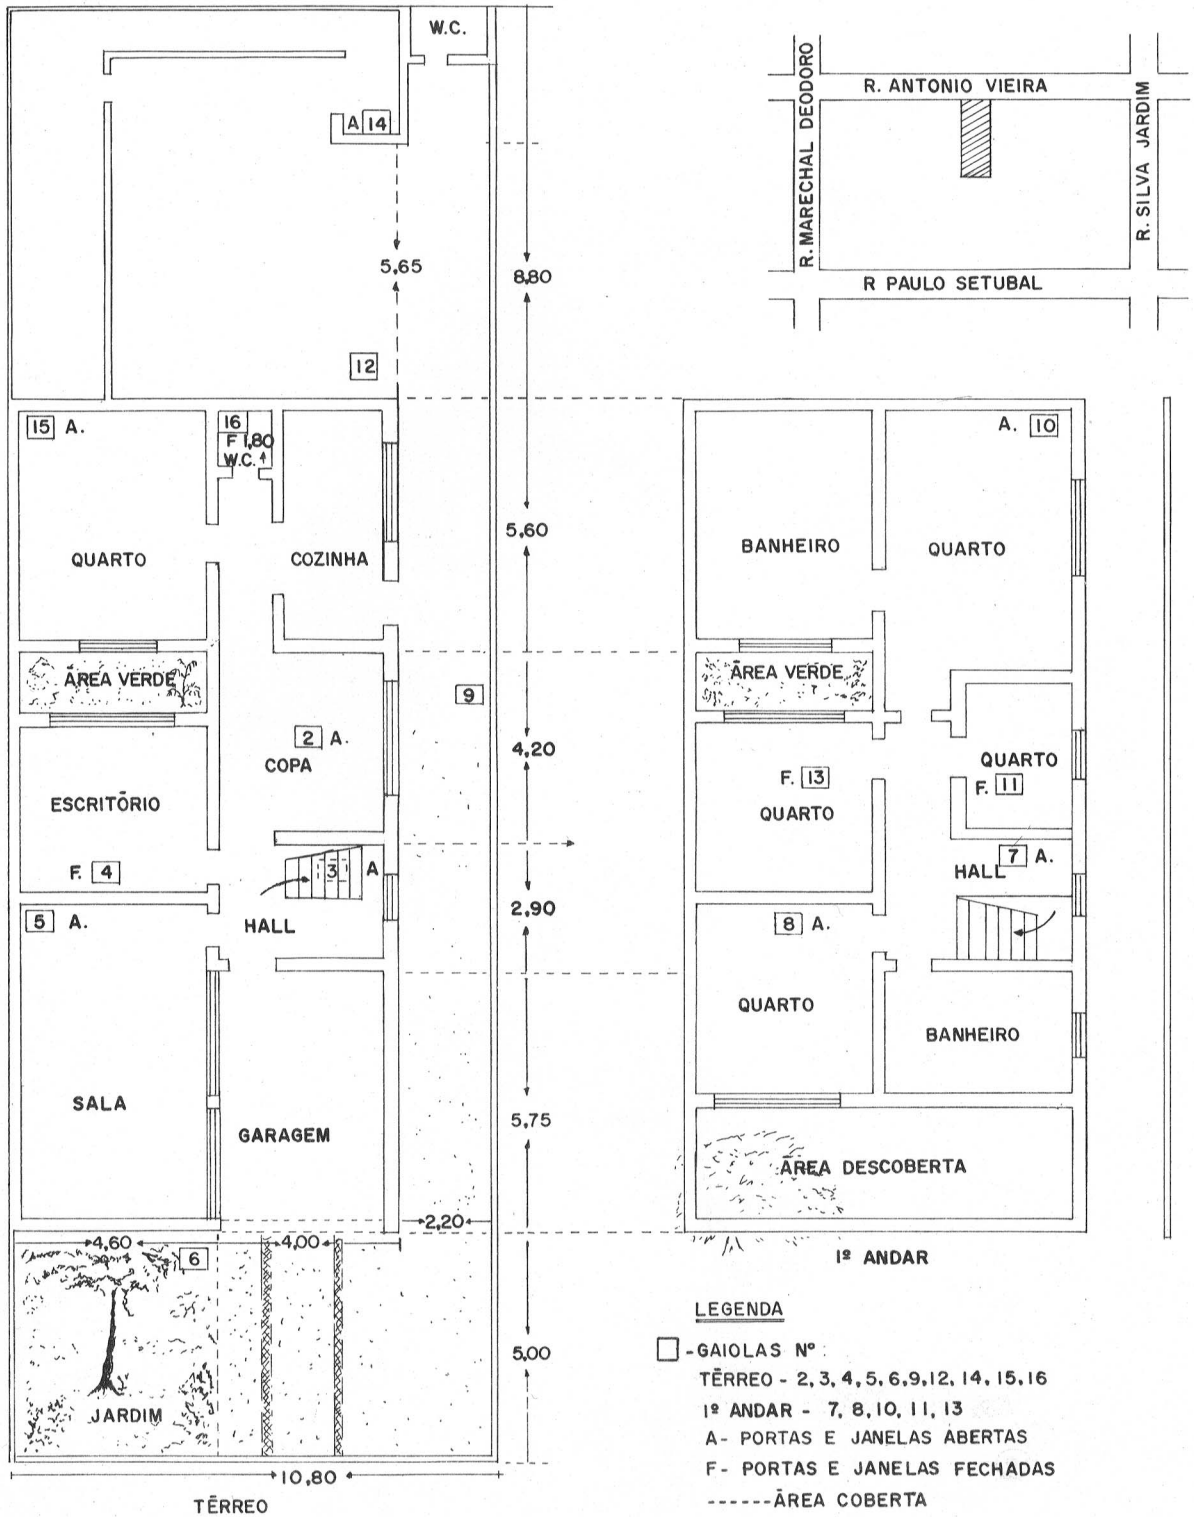 W.C.
A 14
5,65
8,80
12
15 A.
16
F 1,80
W.C.
QUARTO
COZINHA
5,60
ÁREA VERDE
9
2 A.
COPA
4,20
ESCRITÓRIO
F. 4
3 A
5 A.
HALL
2,90
SALA
GARAGEM
5,75
2,20
4,60
6
4,00
5,00
JARDIM
10,80
TÉRREO
R. MARECHAL DEODORO
R. ANTONIO VIEIRA
R. SILVA JARDIM
R PAULO SETUBAL
A. 10
BANHEIRO
QUARTO
ÁREA VERDE
QUARTO
F. 11
F. 13
QUARTO
7 A.
HALL
8 A.
QUARTO
BANHEIRO
ÁREA DESCOBERTA
1º ANDAR
LEGENDA
-GAIOLAS Nº:
TÉRREO - 2, 3, 4, 5, 6,9,12, 14, 15,16
1º ANDAR - 7, 8, 10, 11, 13
A- PORTAS E JANELAS ABERTAS
F- PORTAS E JANELAS FECHADAS
------ÁREA COBERTA